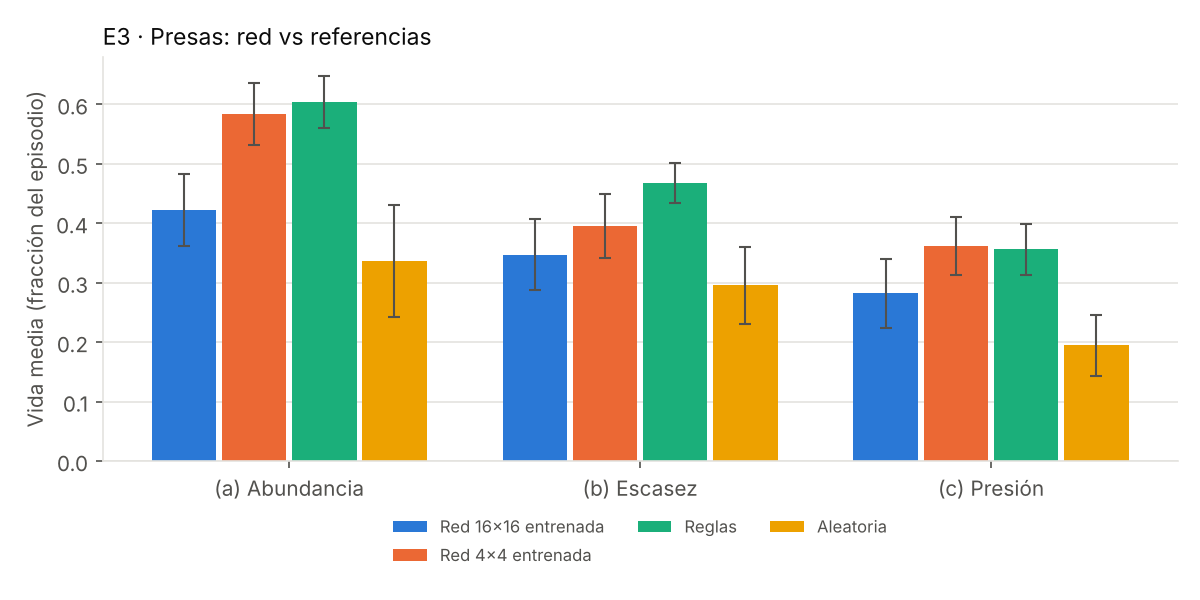 E3 · Presas: red vs referencias
Vida media (fracción del episodio)
0.6
0.5
0.4
0.3
0.2
0.1
0.0
(a) Abundancia
(b) Escasez
(c) Presión
Red 16×16 entrenada
Reglas
Aleatoria
Red 4×4 entrenada